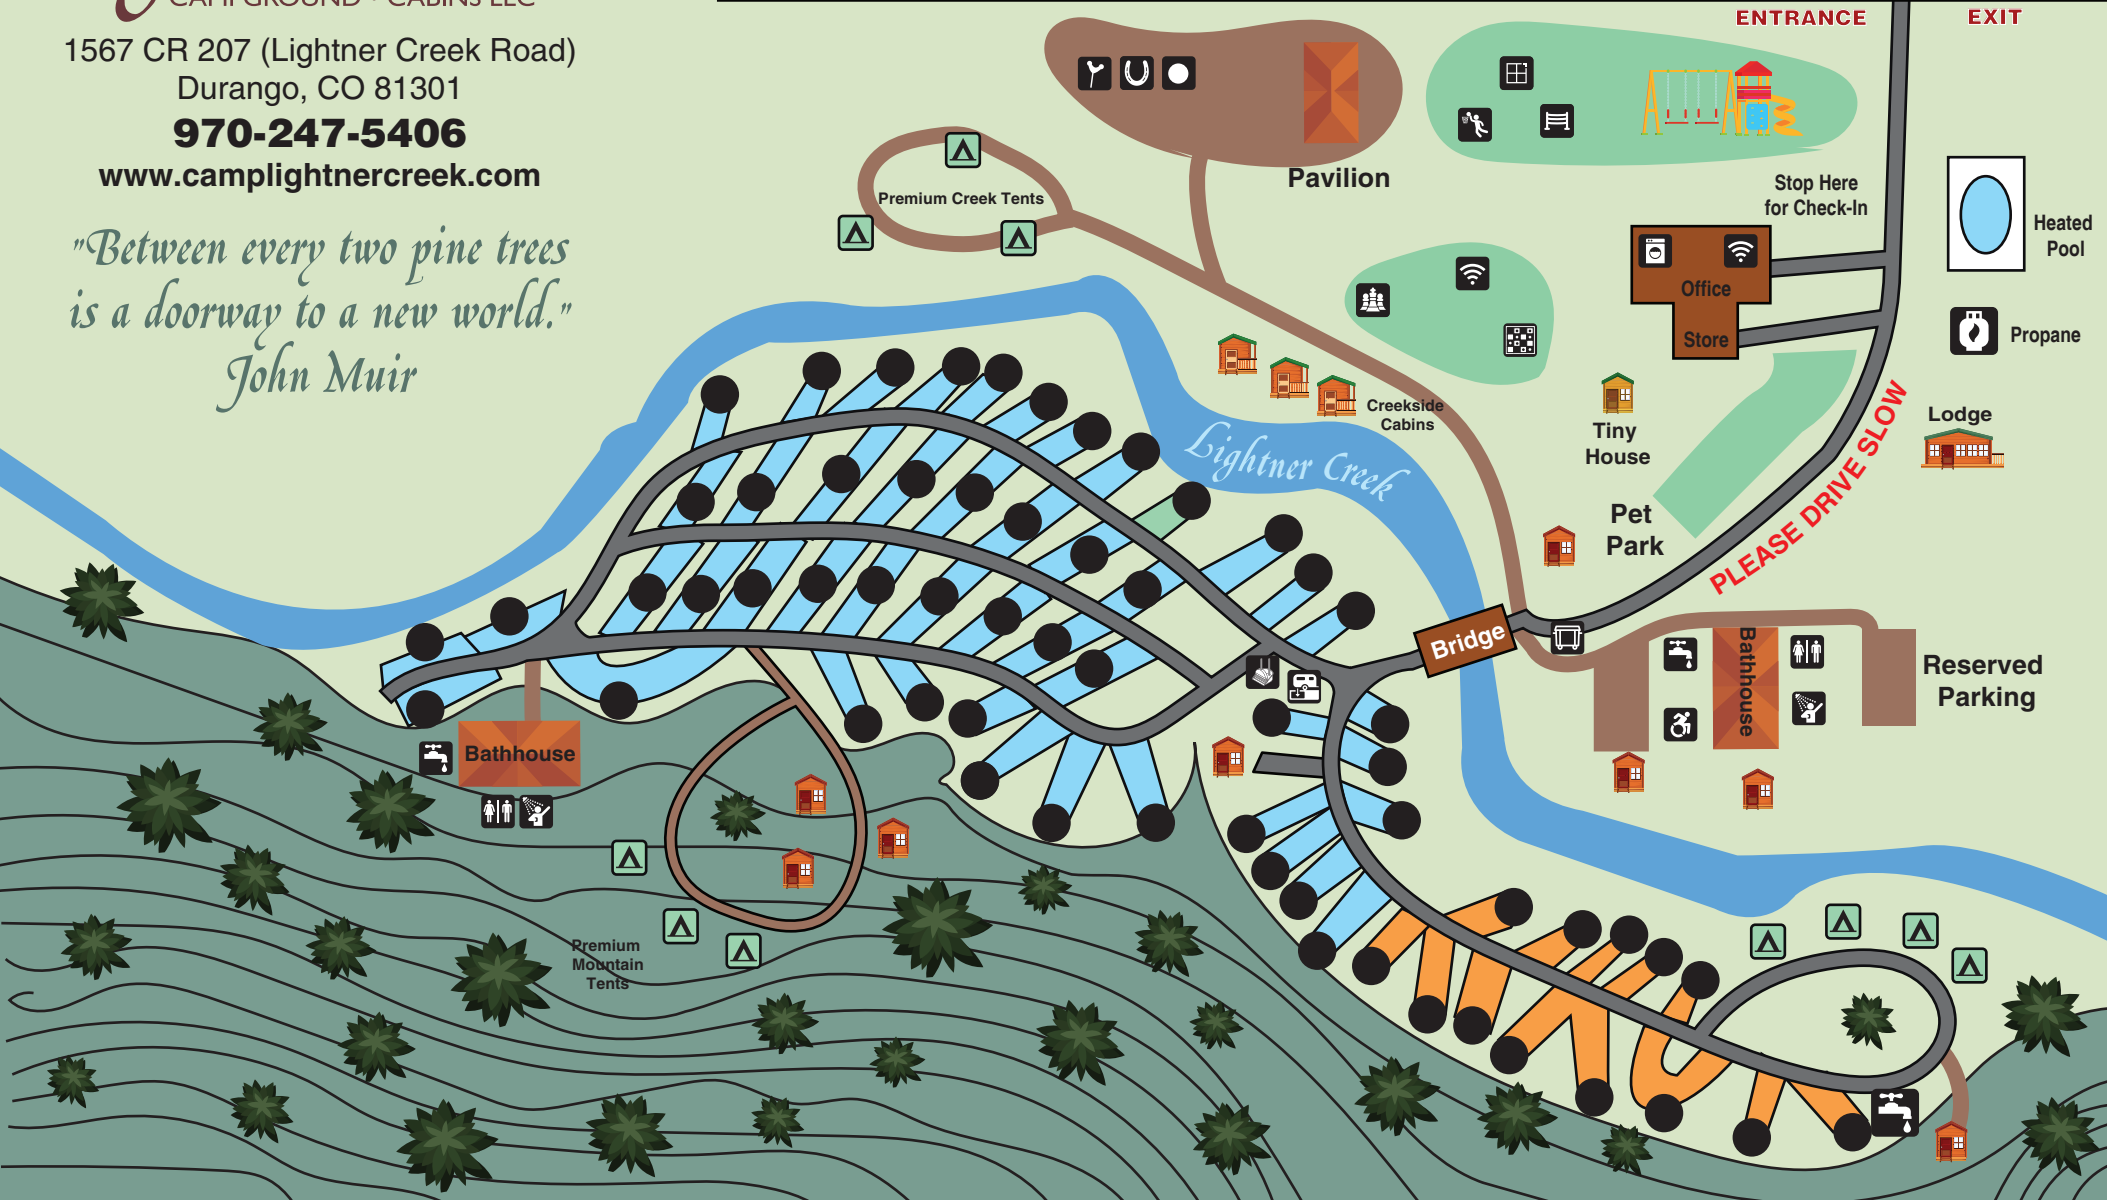 CAMPGROUND · CABINS LLC
1567 CR 207 (Lightner Creek Road)
Durango, CO 81301
970-247-5406
www.camplightnercreek.com
"Between every two pine trees
is a doorway to a new world."
John Muir
ENTRANCE
EXIT
Pavilion
Premium Creek Tents
Stop Here
for Check-In
Heated
Pool
Office
Store
Propane
Creekside
Cabins
Lightner Creek
Tiny
House
Lodge
PLEASE DRIVE SLOW
Pet
Park
Bridge
Bathhouse
Reserved
Parking
Bathhouse
Premium
Mountain
Tents